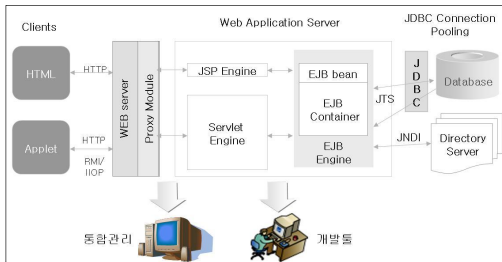 Clients
Web Application Server
JDBC Connection
Pooling
HTML
HTTP
WEB server
Proxy Module
JSP Engine
EJB bean
EJB
Container
EJB
Engine
Servlet
Engine
JTS
J
D
B
C
Database
JNDI
Directory
Server
Applet
HTTP
RMI/
IIOP
통합관리
개발툴